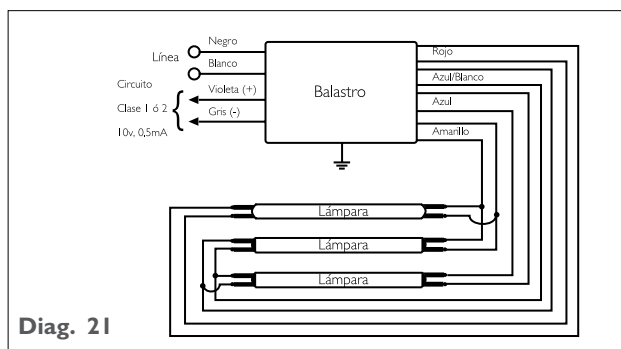 Negro
Línea
Blanco
Circuito
Violeta (+)
Clase 1 ó 2
Gris (-)
10v, 0,5mA
Balastro
Rojo
Azul/Blanco
Azul
Amarillo
Lámpara
Lámpara
Lámpara
Diag. 21